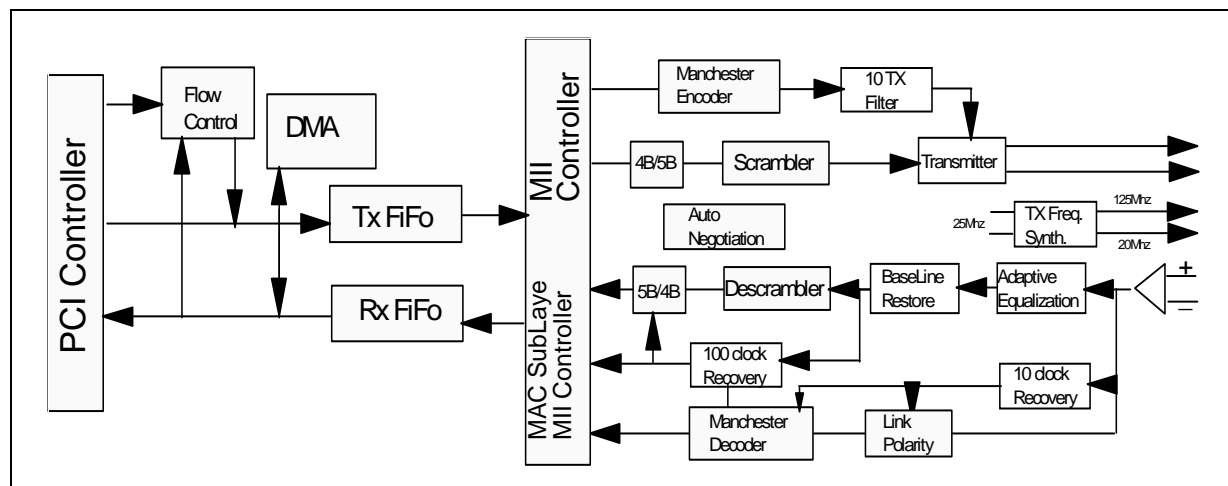 PCI Controller
Flow
Control
DMA
Tx FiFo
Rx FiFo
MII
Controller
MAC SubLaye
MII Controller
Manchester
Encoder
10 TX
Filter
4B/5B
Scrambler
Transmitter
Auto
Negotiation
25Mhz
TX Freq.
Synth.
125Mhz
20Mhz
5B/4B
Descrambler
BaseLine
Restore
Adaptive
Equalization
+
–
100 clock
Recovery
10 clock
Recovery
Manchester
Decoder
Link
Polarity